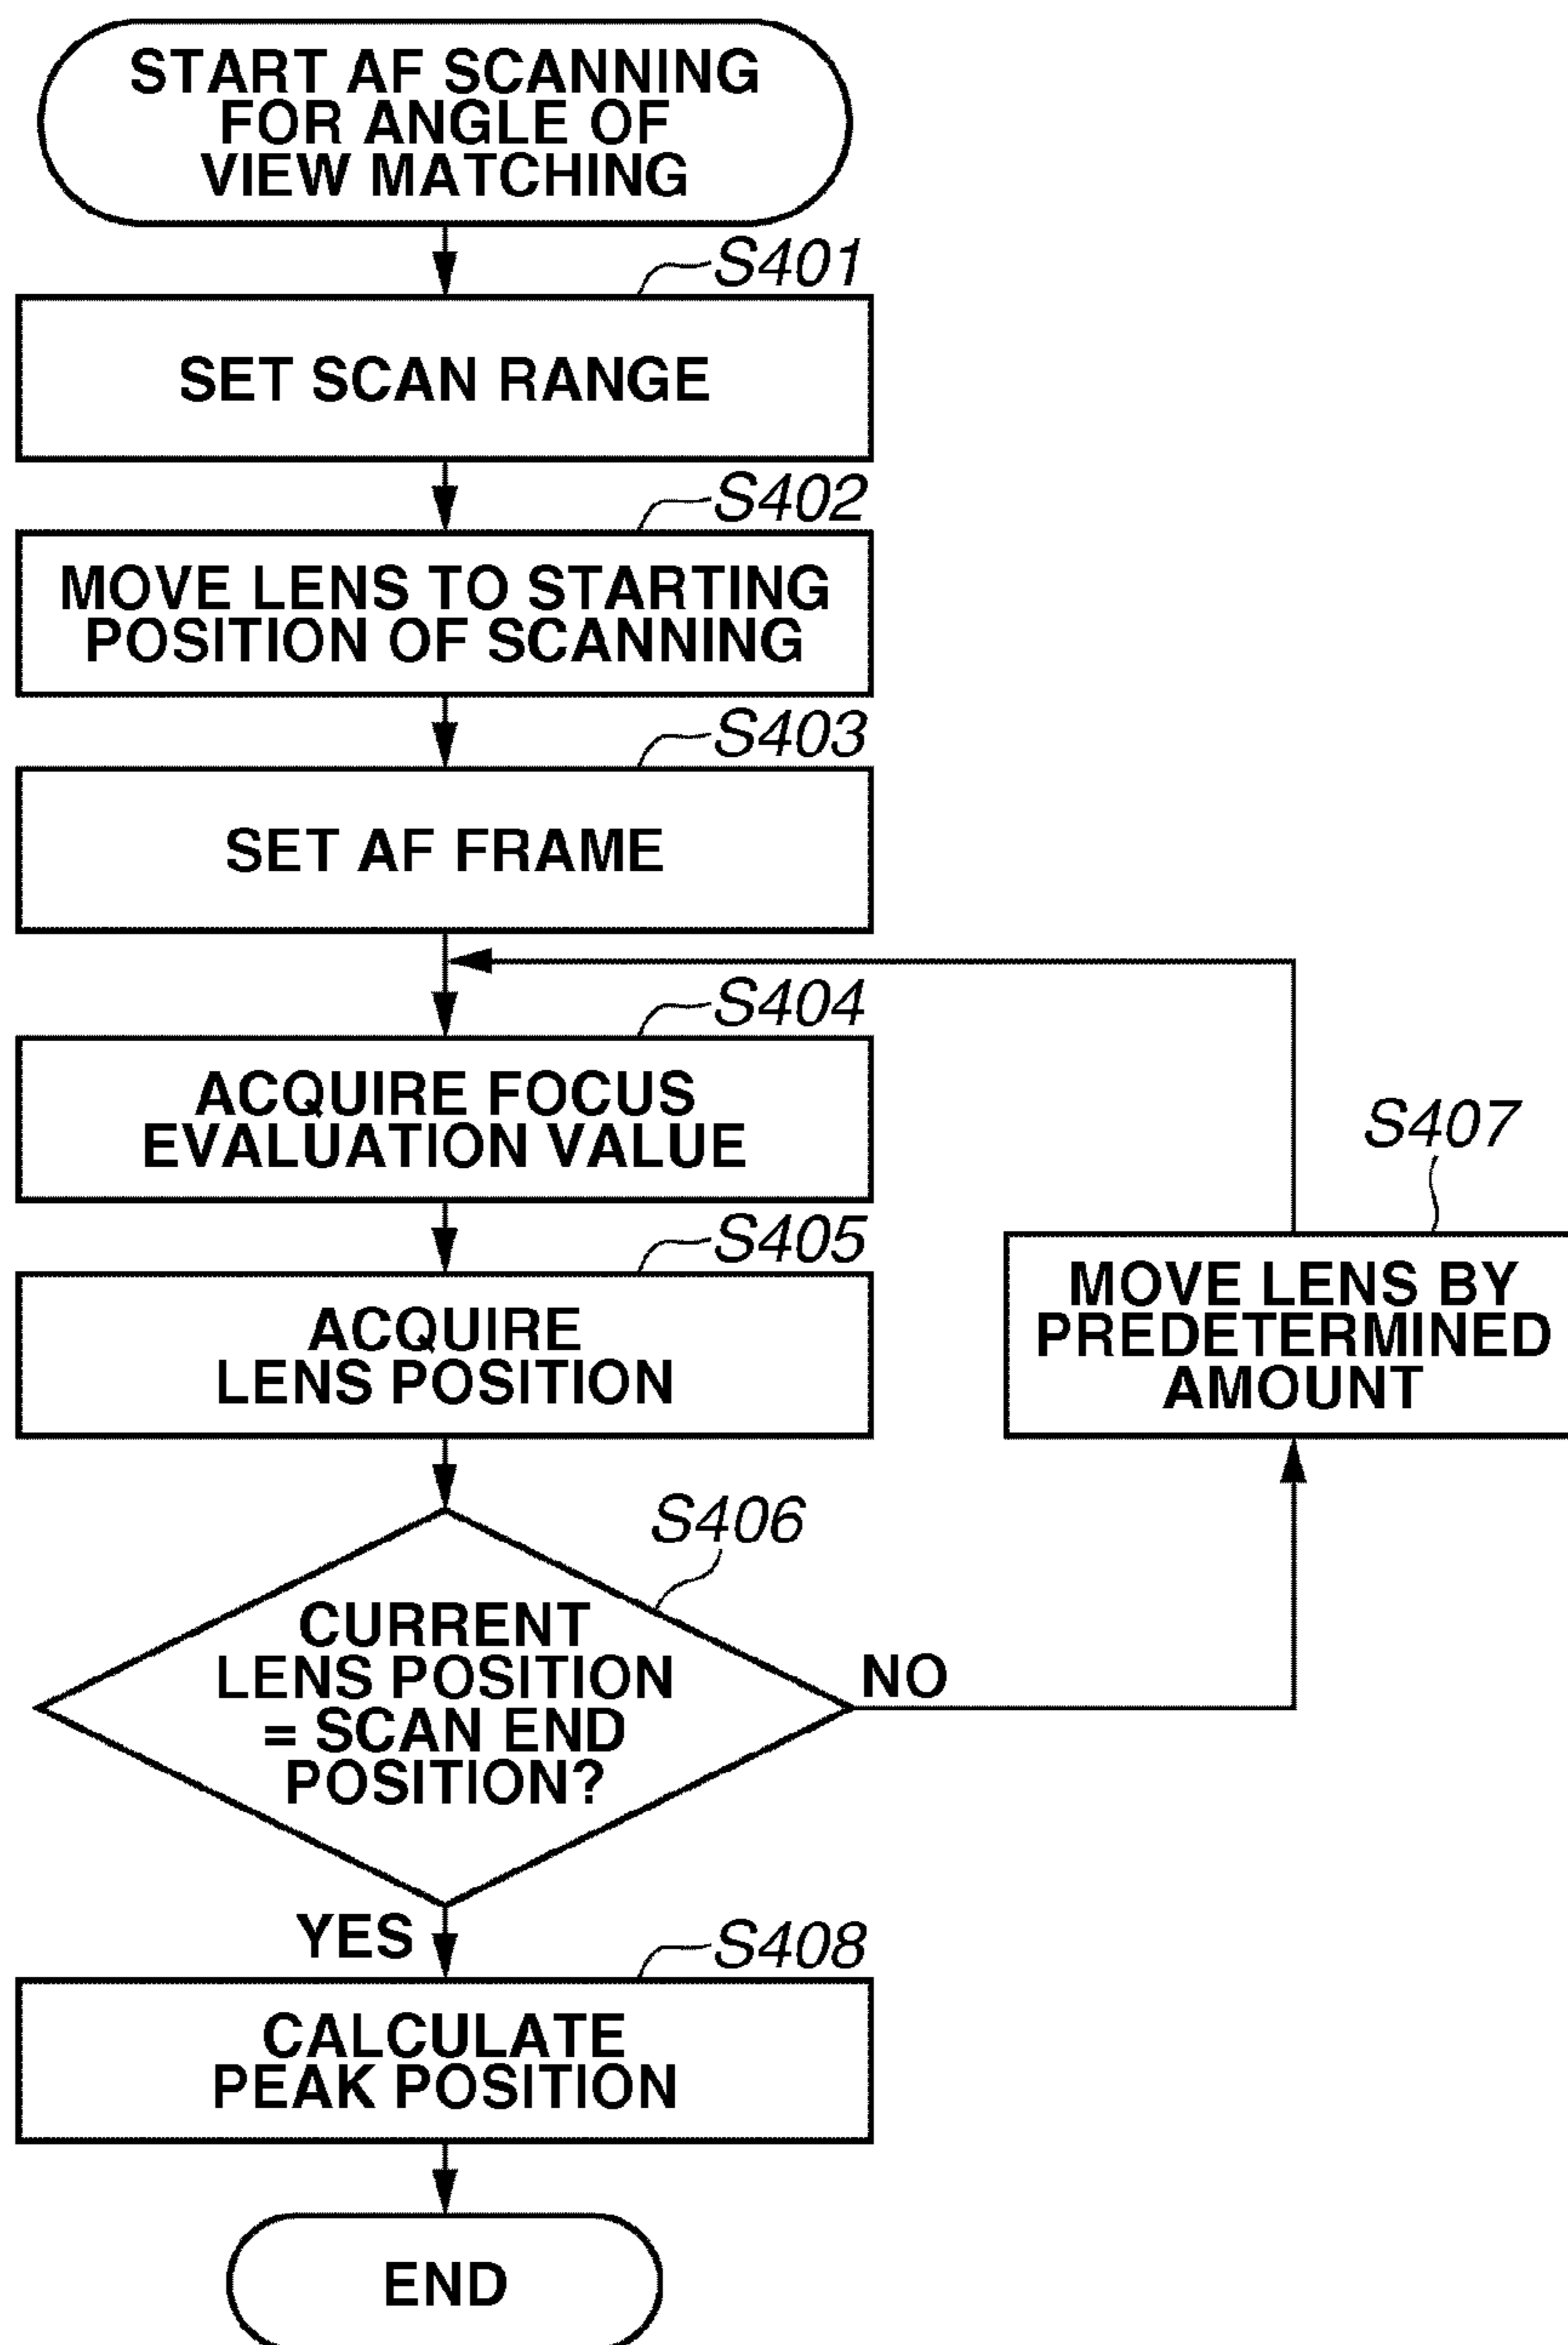 START AF SCANNING
FOR ANGLE OF
VIEW MATCHING
S401
SET SCAN RANGE
S402
MOVE LENS TO STARTING
POSITION OF SCANNING
S403
SET AF FRAME
S404
ACQUIRE FOCUS
EVALUATION VALUE
S405
ACQUIRE
LENS POSITION
S407
MOVE LENS BY
PREDETERMINED
AMOUNT
S406
CURRENT
LENS POSITION
= SCAN END
POSITION?
NO
YES
S408
CALCULATE
PEAK POSITION
END